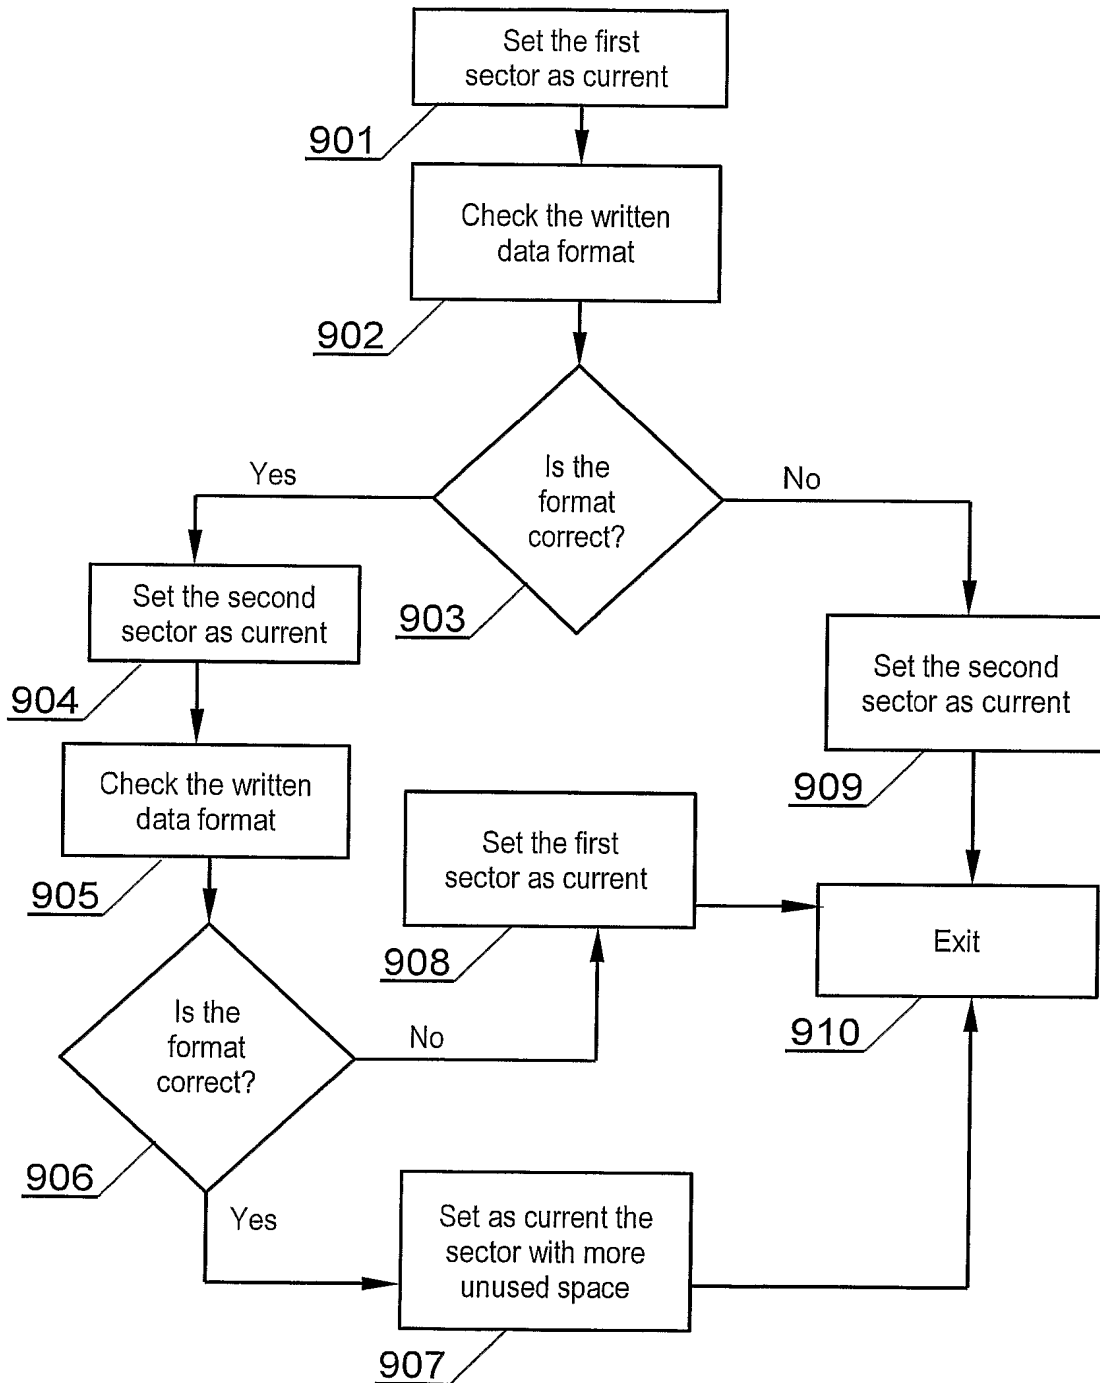 Set the first
sector as current
901
Check the written
data format
902
Is the
format
correct?
Yes
No
903
Set the second
sector as current
904
Set the second
sector as current
909
Check the written
data format
905
Set the first
sector as current
908
Exit
910
Is the
format
correct?
No
906
Yes
Set as current the
sector with more
unused space
907